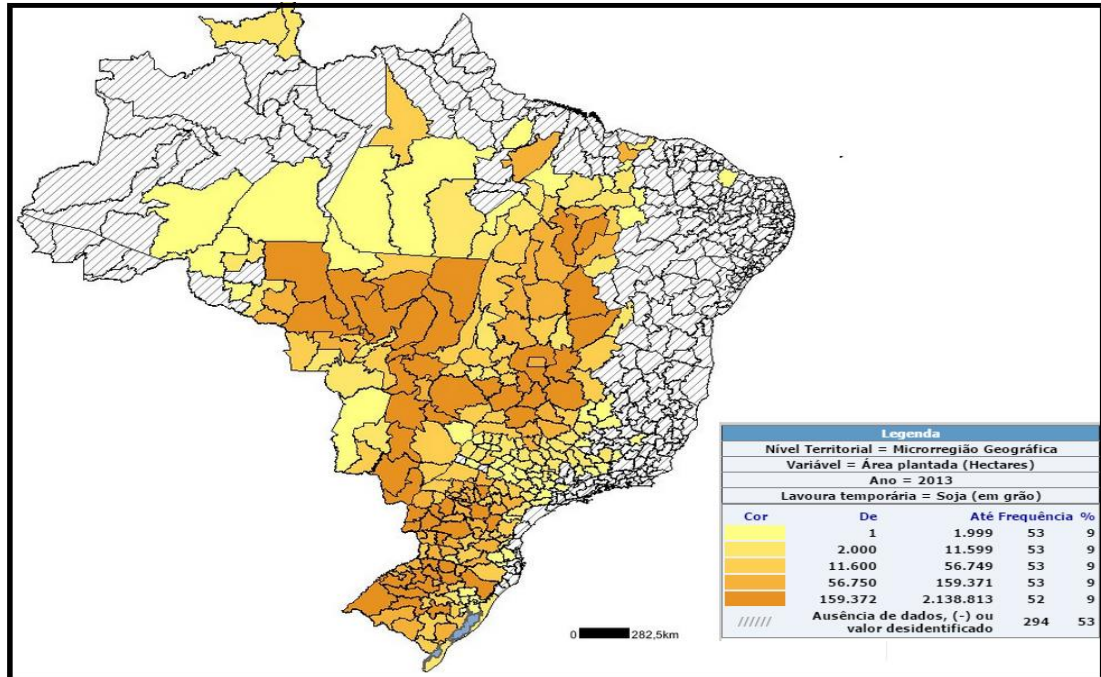 Legenda
Nível Territorial = Microrregião Geográfica
Variável = Área plantada (Hectares)
Ano = 2013
Lavoura temporária = Soja (em grão)
Cor De Até Frequência %
1 1.999 53 9
2.000 11.599 53 9
11.600 56.749 53 9
56.750 159.371 53 9
159.372 2.138.813 52 9
Ausência de dados, (-) ou
valor desidentificado 294 53
0 282,5km